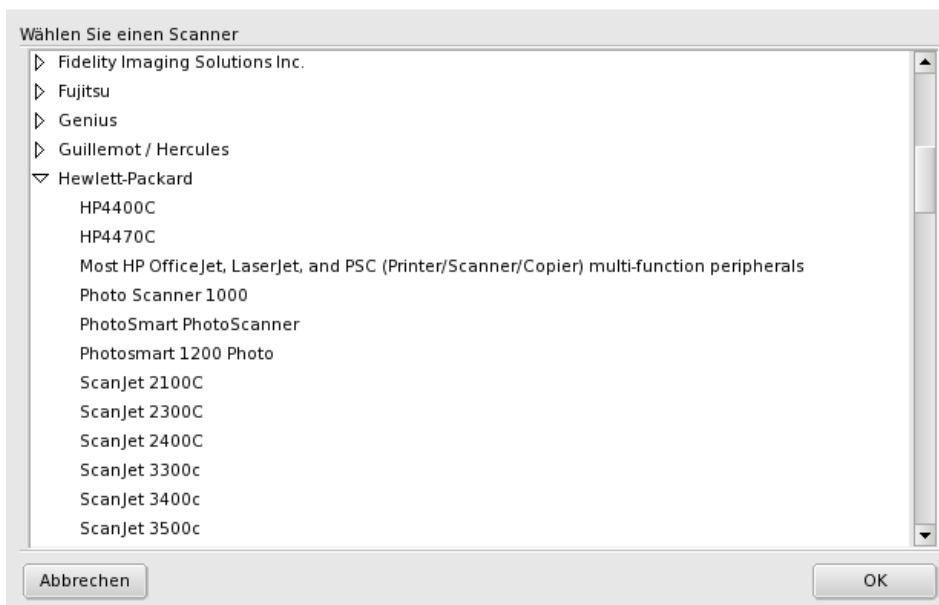 Wählen Sie einen Scanner
Fidelity Imaging Solutions Inc.
Fujitsu
Genius
Guillemot / Hercules
Hewlett-Packard
HP4400C
HP4470C
Most HP OfficeJet, LaserJet, and PSC (Printer/Scanner/Copier) multi-function peripherals
Photo Scanner 1000
PhotoSmart PhotoScanner
Photosmart 1200 Photo
ScanJet 2100C
ScanJet 2300C
ScanJet 2400C
ScanJet 3300c
ScanJet 3400c
ScanJet 3500c
Abbrechen
OK